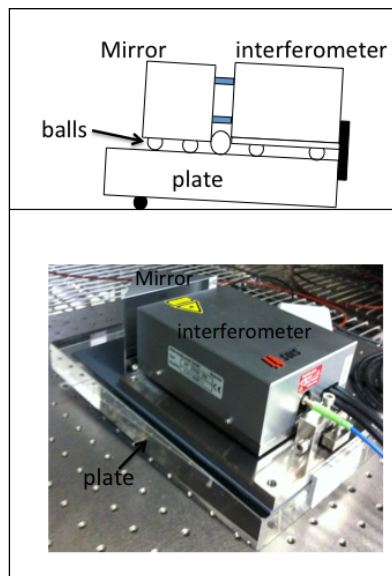 Mirror interferometer
balls
plate
Mirror
interferometer
plate